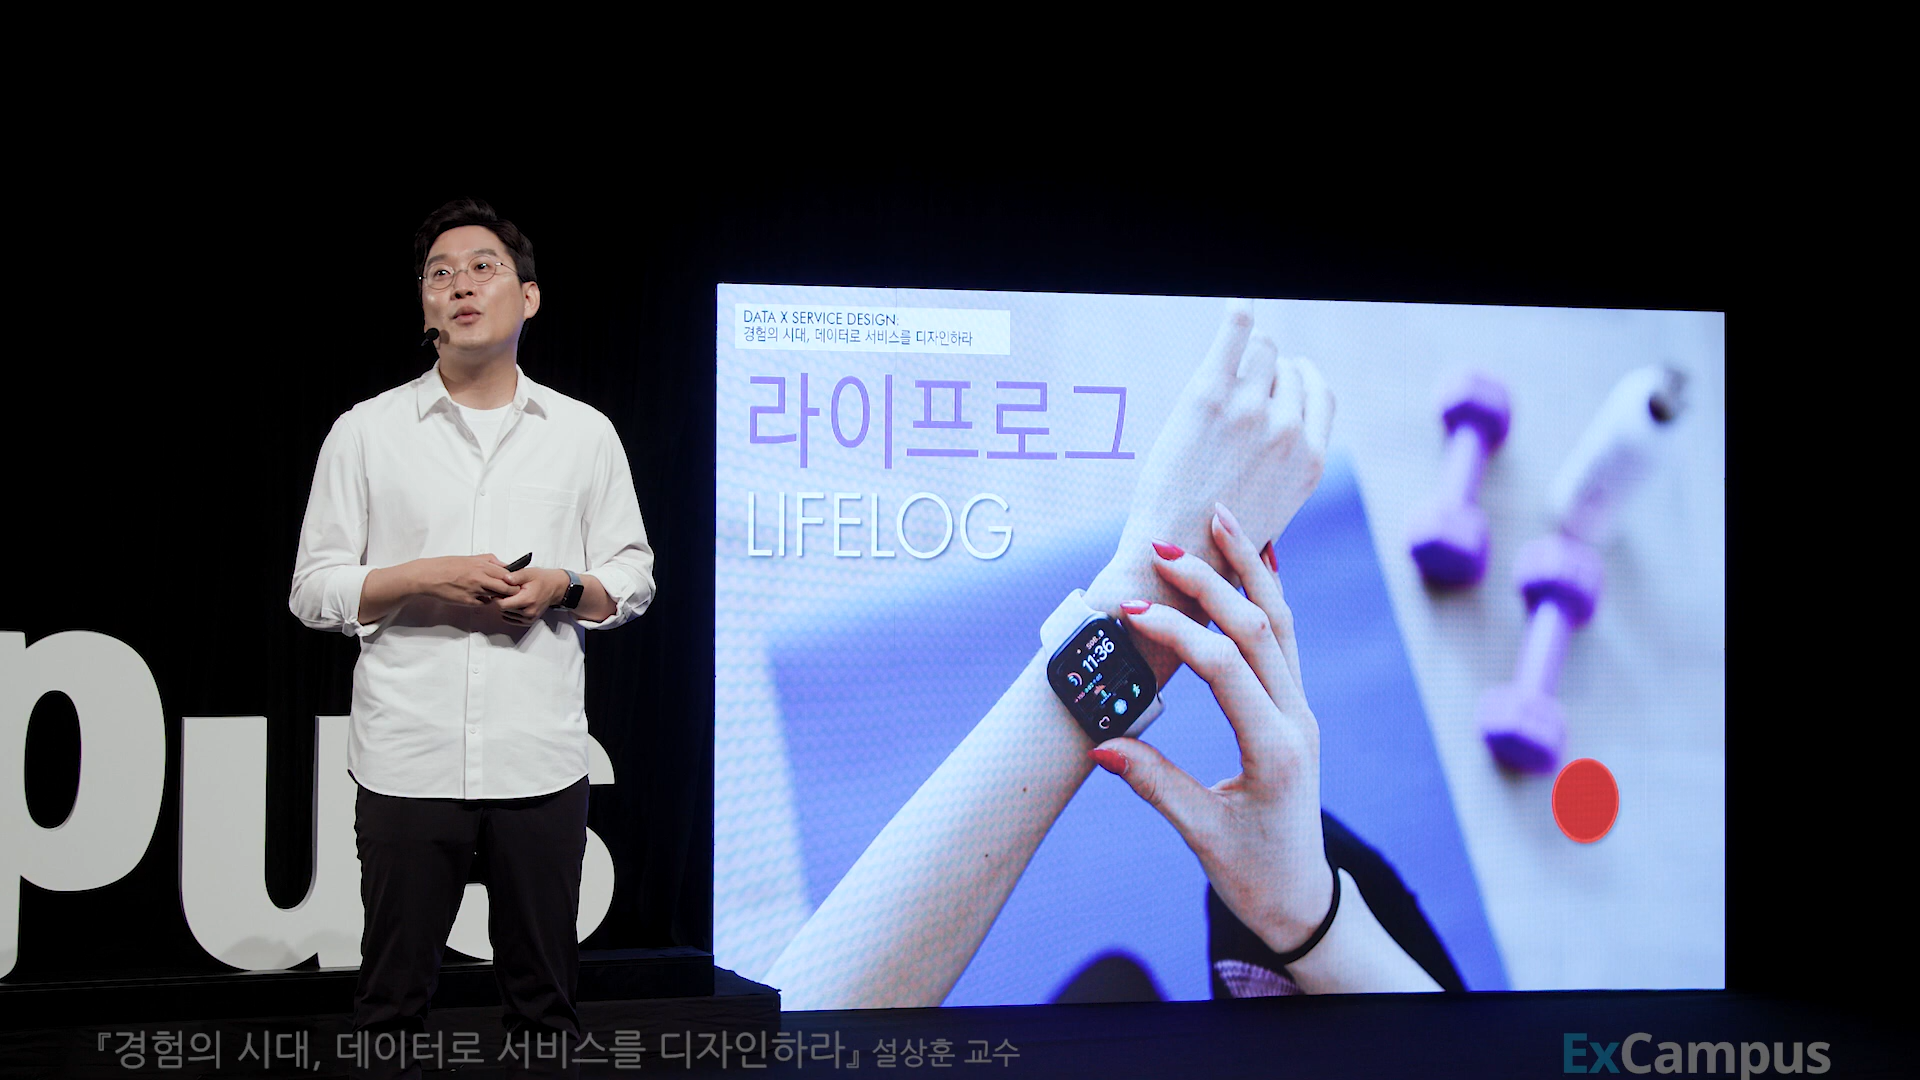 DATA X SERVICE DESIGN:
경험의 시대, 데이터로 서비스를 디자인하라
라이프로그
LIFELOG
11:36
pus
『경험의 시대, 데이터로 서비스를 디자인하라』 설상훈 교수
ExCampus